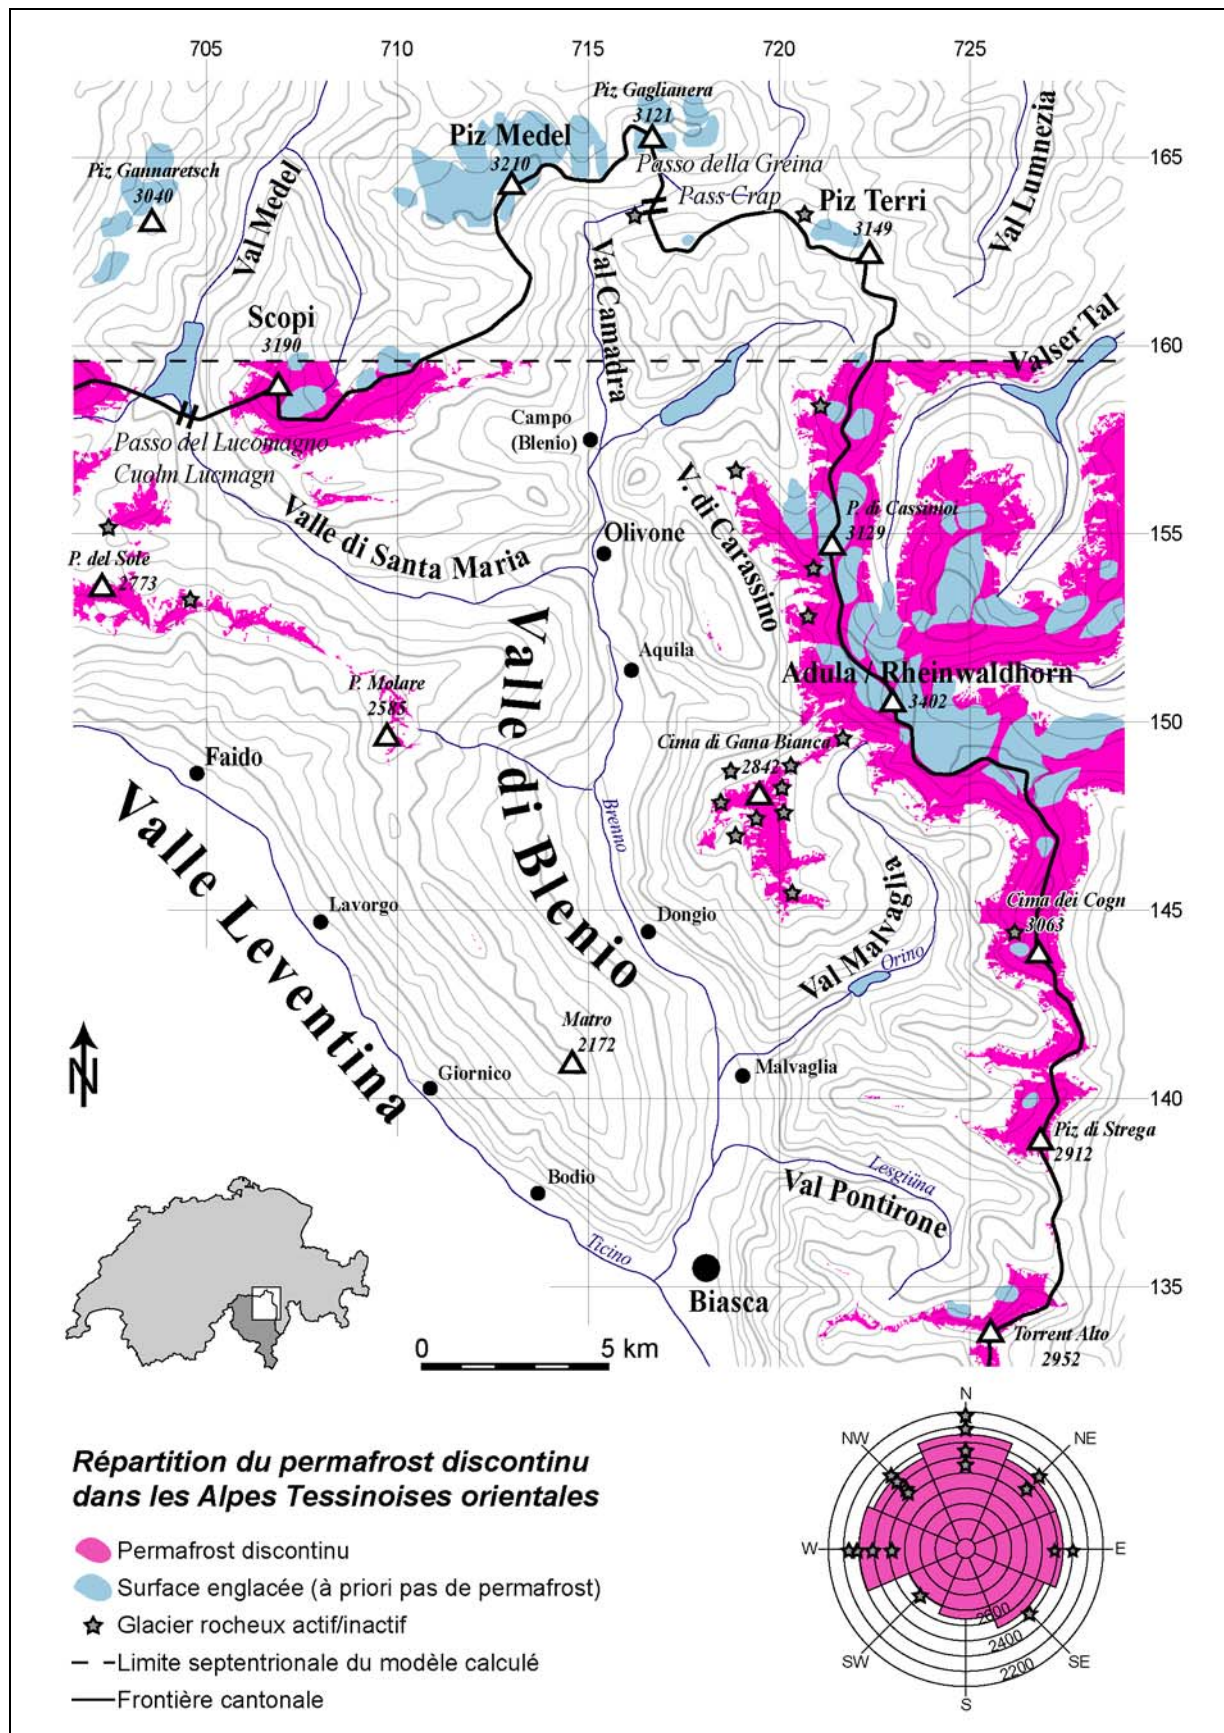 705
710
715
720
725
Piz Gaglianera
3121
Piz Medel
3210
Val Lumnezia
165
Piz Gannaretsch
3040
Val Medel
Passo della Greina
Pass Crap
Piz Terri
3149
Val Camadra
Scopi
3190
160
Valser Tal
Campo
(Blenio)
Passo del Lucomagno
Cuolm Lucmagn
V. di Carassino
Valle di Santa Maria
P. di Cassimoi
3129
155
Olivone
P. del Sole
2773
Valle di Blenio
Aquila
Adula / Rheinwaldhorn
3402
P. Molare
2585
150
Cima di Gana Bianca
2842
Faido
Valle Leventina
Brenno
Lavorgo
Dongio
Val Malvaglia
Orino
Cima dei Cogn
3063
145
N
Matro
2172
Giornico
Malvaglia
140
Piz di Strega
2912
Bodio
Lesgiüna
Val Pontirone
Ticino
135
Biasca
0 5 km
Torrent Alto
2952
Répartition du permafrost discontinu
dans les Alpes Tessinoises orientales
Permafrost discontinu
Surface englacée (à priori pas de permafrost)
Glacier rocheux actif/inactif
Limite septentrionale du modèle calculé
Frontière cantonale
N
NW
NE
W
E
2600
2400
2200
SW
SE
S